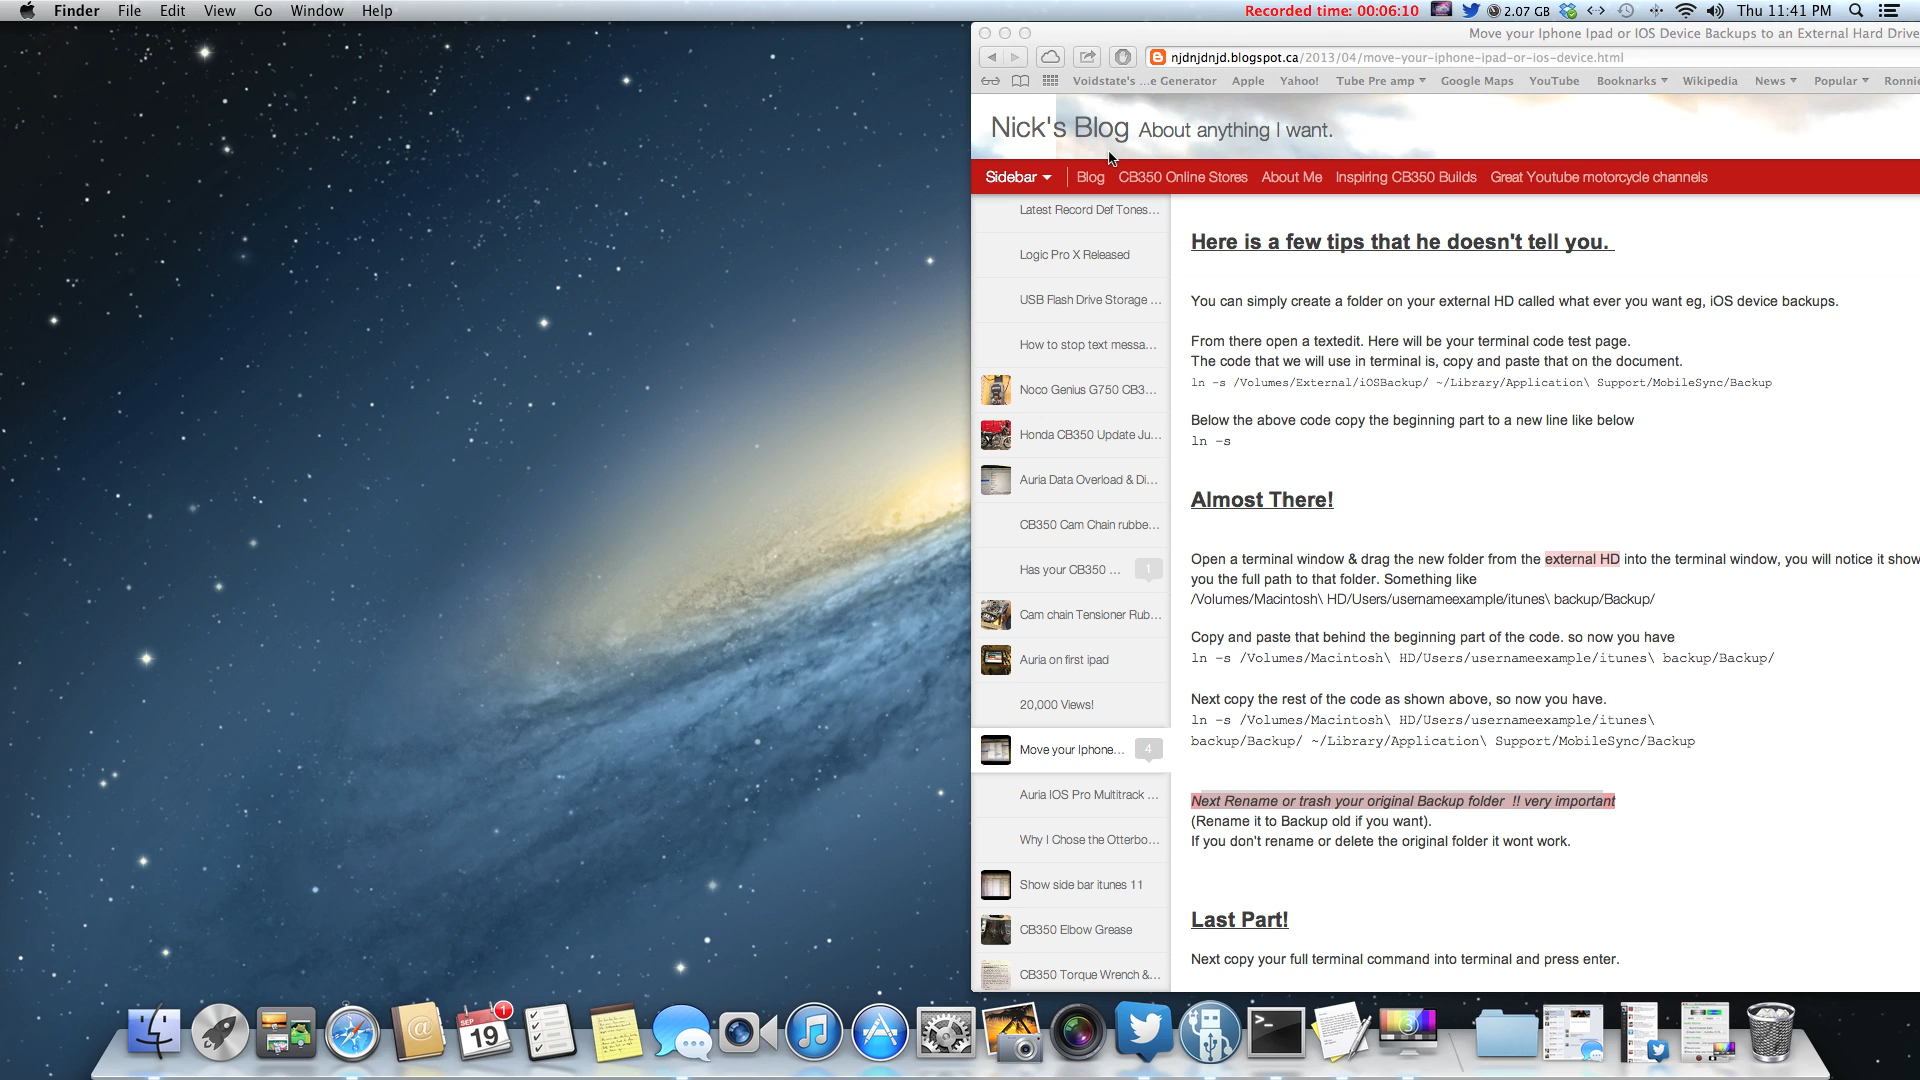 Finder File Edit View Go Window Help
Recorded time: 00:06:10 2.07 GB Thu 11:41 PM
Move your Iphone Ipad or IOS Device Backups to an External Hard Drive
njdnjdnjd.blogspot.ca/2013/04/move-your-iphone-ipad-or-ios-device.html
Voidstate's ...e Generator Apple Yahoo! Tube Pre amp Google Maps YouTube Bookmarks Wikipedia News Popular Ronnie
Nick's Blog About anything I want.
Sidebar Blog CB350 Online Stores About Me Inspiring CB350 Builds Great Youtube motorcycle channels
Latest Record Def Tones...
Logic Pro X Released
USB Flash Drive Storage ...
How to stop text messa...
Noco Genius G750 CB3...
Honda CB350 Update Ju...
Auria Data Overload & Di...
CB350 Cam Chain rubbe...
Has your CB350 ... 1
Cam chain Tensioner Rub...
Auria on first ipad
20,000 Views!
Move your Iphone... 4
Auria IOS Pro Multitrack ...
Why I Chose the Otterbo...
Show side bar itunes 11
CB350 Elbow Grease
CB350 Torque Wrench &...
Here is a few tips that he doesn't tell you.
You can simply create a folder on your external HD called what ever you want eg, iOS device backups.
From there open a textedit. Here will be your terminal code test page.
The code that we will use in terminal is, copy and paste that on the document.
ln -s /Volumes/External/iOSBackup/ ~/Library/Application\ Support/MobileSync/Backup
Below the above code copy the beginning part to a new line like below
ln -s
Almost There!
Open a terminal window & drag the new folder from the external HD into the terminal window, you will notice it show
you the full path to that folder. Something like
/Volumes/Macintosh\ HD/Users/usernameexample/itunes\ backup/Backup/
Copy and paste that behind the beginning part of the code. so now you have
ln -s /Volumes/Macintosh\ HD/Users/usernameexample/itunes\ backup/Backup/
Next copy the rest of the code as shown above, so now you have.
ln -s /Volumes/Macintosh\ HD/Users/usernameexample/itunes\
backup/Backup/ ~/Library/Application\ Support/MobileSync/Backup
Next Rename or trash your original Backup folder !! very important
(Rename it to Backup old if you want).
If you don't rename or delete the original folder it wont work.
Last Part!
Next copy your full terminal command into terminal and press enter.
SEP 19 1
3